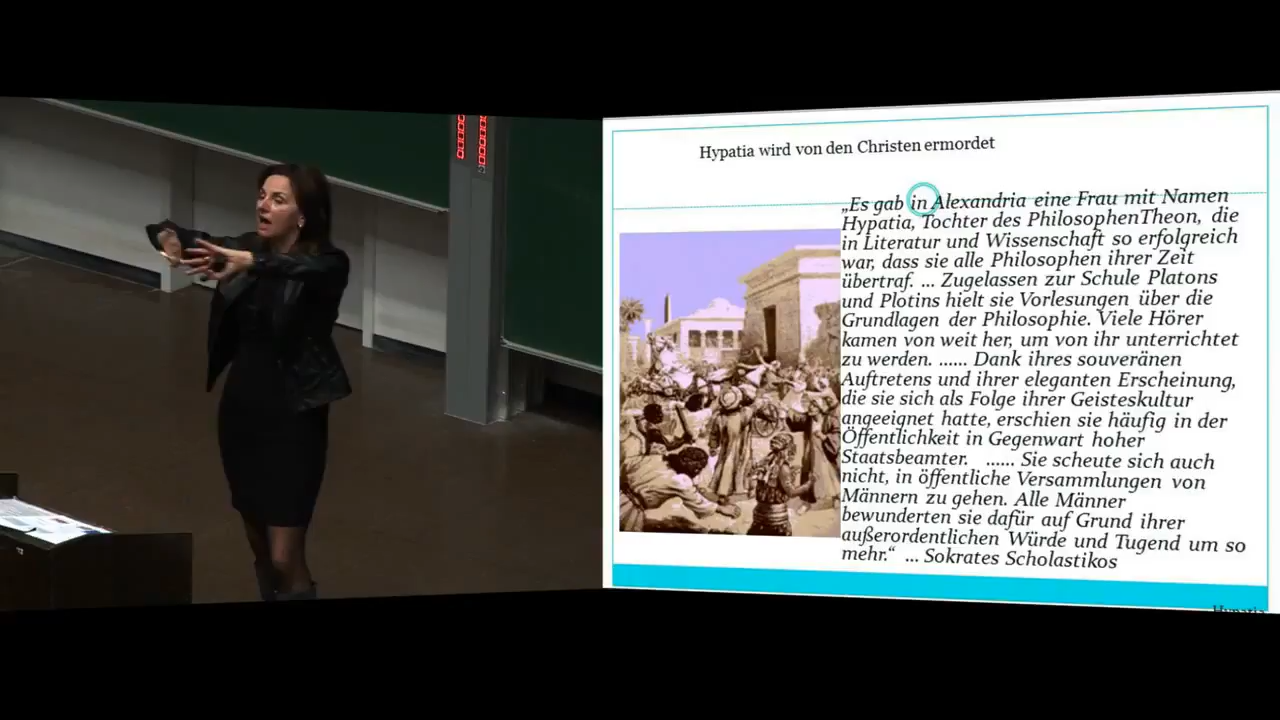 Hypatia wird von den Christen ermordet
„Es gab in Alexandria eine Frau mit Namen
Hypatia, Tochter des PhilosophenTheon, die
in Literatur und Wissenschaft so erfolgreich
war, dass sie alle Philosophen ihrer Zeit
übertraf. ... Zugelassen zur Schule Platons
und Plotins hielt sie Vorlesungen über die
Grundlagen der Philosophie. Viele Hörer
kamen von weit her, um von ihr unterrichtet
zu werden. ...... Dank ihres souveränen
Auftretens und ihrer eleganten Erscheinung,
die sie sich als Folge ihrer Geisteskultur
angeeignet hatte, erschien sie häufig in der
Öffentlichkeit in Gegenwart hoher
Staatsbeamter. ...... Sie scheute sich auch
nicht, in öffentliche Versammlungen von
Männern zu gehen. Alle Männer
bewunderten sie dafür auf Grund ihrer
außerordentlichen Würde und Tugend um so
mehr.“ ... Sokrates Scholastikos
Hypatia